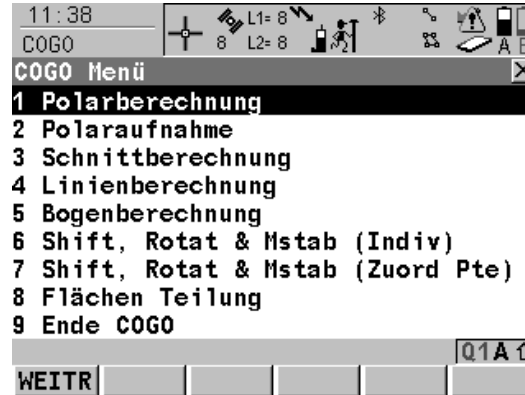 11:38
COGO
L1= 8
8 L2= 8
A B
COGO Menü
1 Polarberechnung
2 Polaraufnahme
3 Schnittberechnung
4 Linienberechnung
5 Bogenberechnung
6 Shift, Rotat & Mstab (Indiv)
7 Shift, Rotat & Mstab (Zuord Pte)
8 Flächen Teilung
9 Ende COGO
Q1A
WEITR